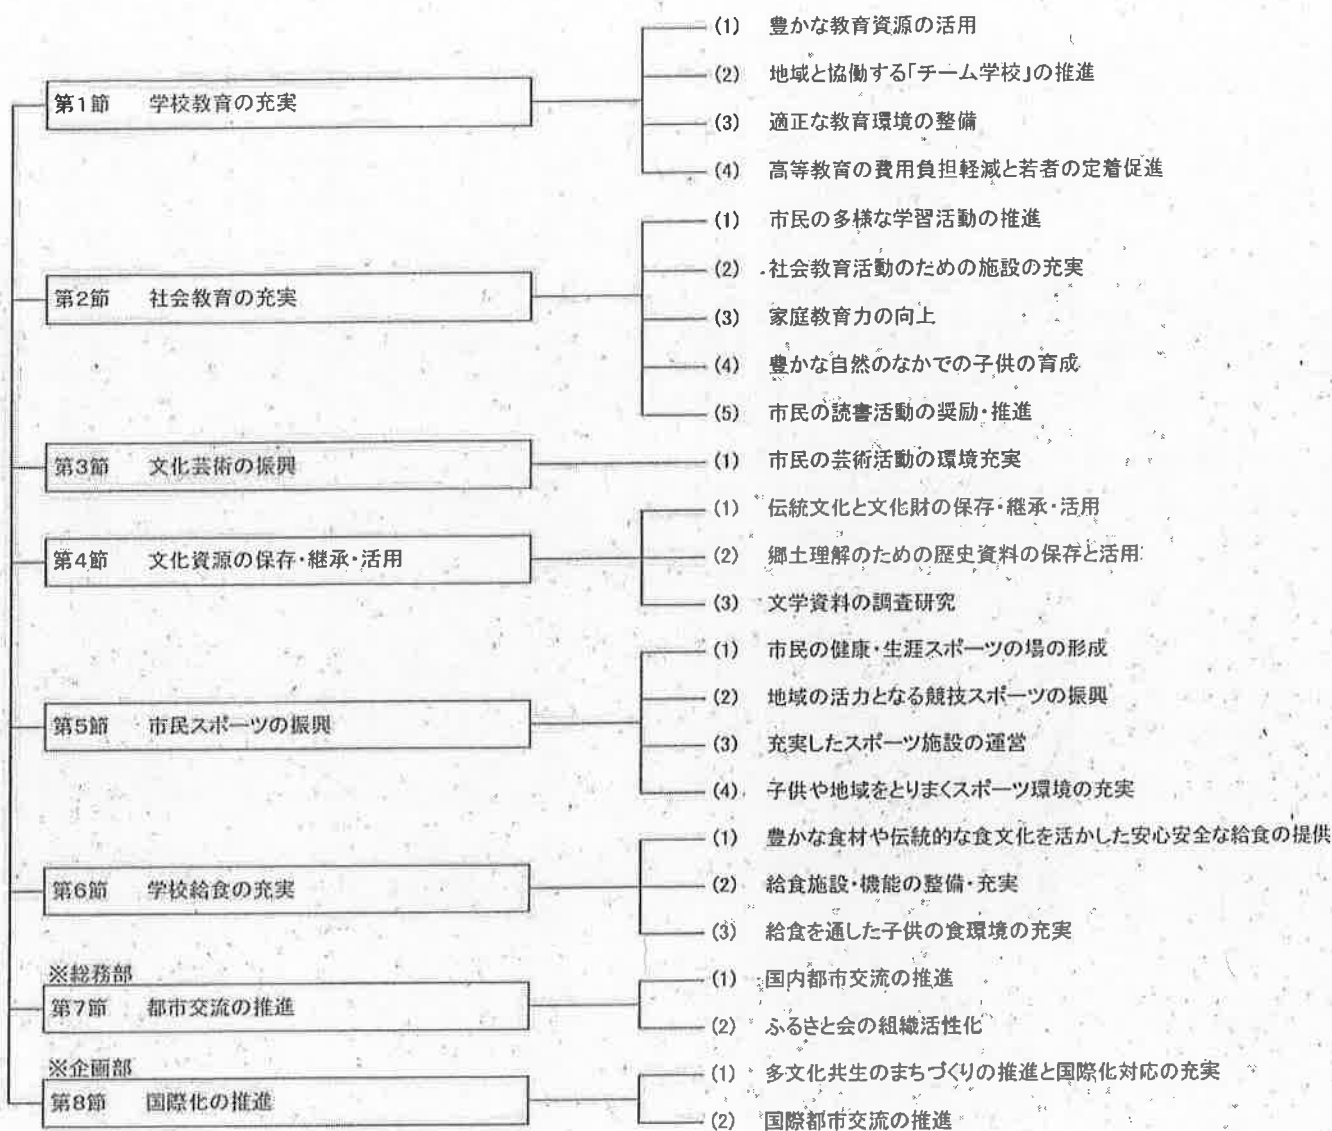 第1節 学校教育の充実
(1) 豊かな教育資源の活用
(2) 地域と協働する「チーム学校」の推進
(3) 適正な教育環境の整備
(4) 高等教育の費用負担軽減と若者の定着促進
第2節 社会教育の充実
(1) 市民の多様な学習活動の推進
(2) 社会教育活動のための施設の充実
(3) 家庭教育力の向上
(4) 豊かな自然のなかでの子供の育成
(5) 市民の読書活動の奨励・推進
第3節 文化芸術の振興
(1) 市民の芸術活動の環境充実
第4節 文化資源の保存・継承・活用
(1) 伝統文化と文化財の保存・継承・活用
(2) 郷土理解のための歴史資料の保存と活用
(3) 文学資料の調査研究
第5節 市民スポーツの振興
(1) 市民の健康・生涯スポーツの場の形成
(2) 地域の活力となる競技スポーツの振興
(3) 充実したスポーツ施設の運営
(4) 子供や地域をとりまくスポーツ環境の充実
第6節 学校給食の充実
(1) 豊かな食材や伝統的な食文化を活かした安心安全な給食の提供
(2) 給食施設・機能の整備・充実
(3) 給食を通した子供の食環境の充実
※総務部
第7節 都市交流の推進
(1) 国内都市交流の推進
(2) ふるさと会の組織活性化
※企画部
第8節 国際化の推進
(1) 多文化共生のまちづくりの推進と国際化対応の充実
(2) 国際都市交流の推進